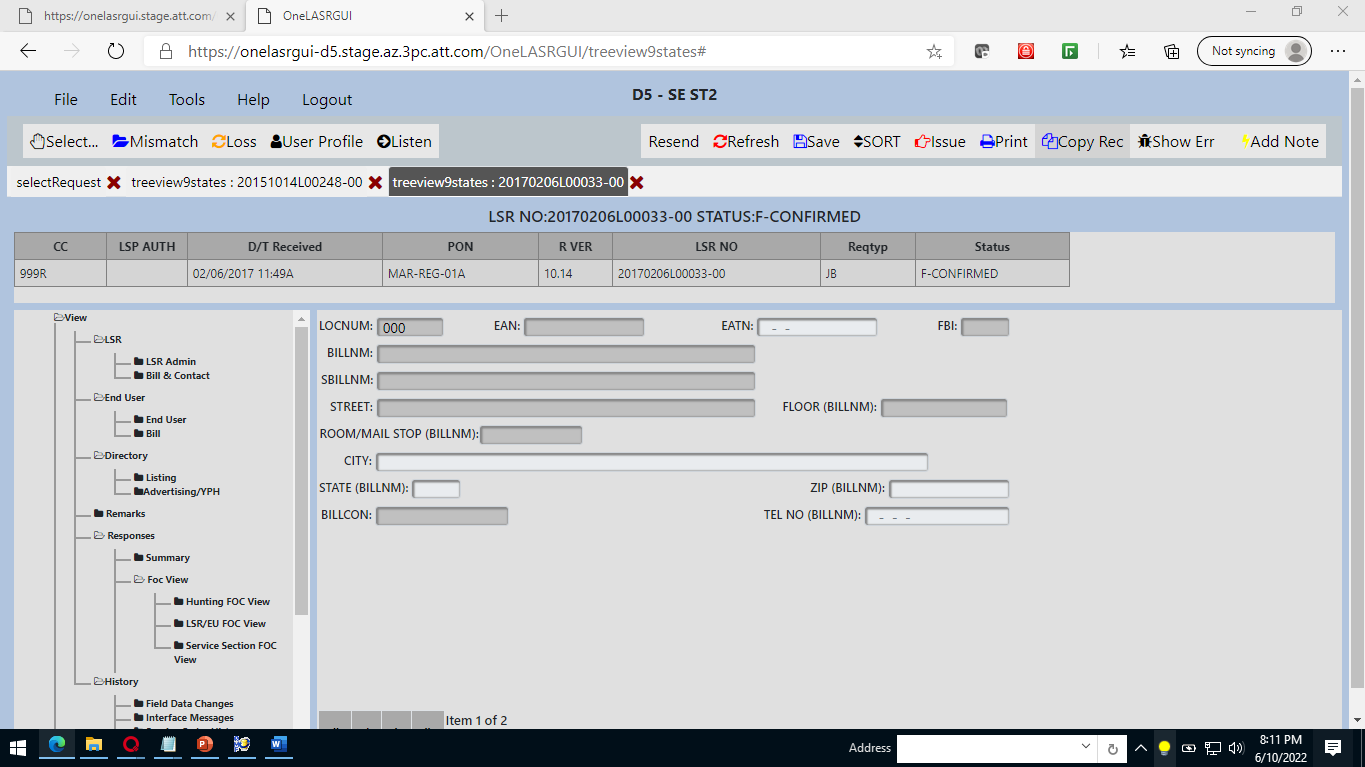 https://onelasrgui.stage.att.com/
OneLASRGUI
https://onelasrgui-d5.stage.az.3pc.att.com/OneLASRGUI/treeview9states#
Not syncing
File Edit Tools Help Logout
D5 - SE ST2
Select... Mismatch Loss User Profile Listen
Resend Refresh Save SORT Issue Print Copy Rec Show Err Add Note
selectRequest treeview9states : 20151014L00248-00 treeview9states : 20170206L00033-00
LSR NO:20170206L00033-00 STATUS:F-CONFIRMED
CC LSP AUTH D/T Received PON R VER LSR NO Reqtyp Status
999R 02/06/2017 11:49A MAR-REG-01A 10.14 20170206L00033-00 JB F-CONFIRMED
View
LSR
LSR Admin
Bill & Contact
End User
End User
Bill
Directory
Listing
Advertising/YPH
Remarks
Responses
Summary
Foc View
Hunting FOC View
LSR/EU FOC View
Service Section FOC
View
History
Field Data Changes
Interface Messages
LOCNUM: 000 EAN: EATN: - - FBI:
BILLNM:
SBILLNM:
STREET: FLOOR (BILLNM):
ROOM/MAIL STOP (BILLNM):
CITY:
STATE (BILLNM): ZIP (BILLNM):
BILLCON: TEL NO (BILLNM): - - -
Item 1 of 2
Address
8:11 PM
6/10/2022